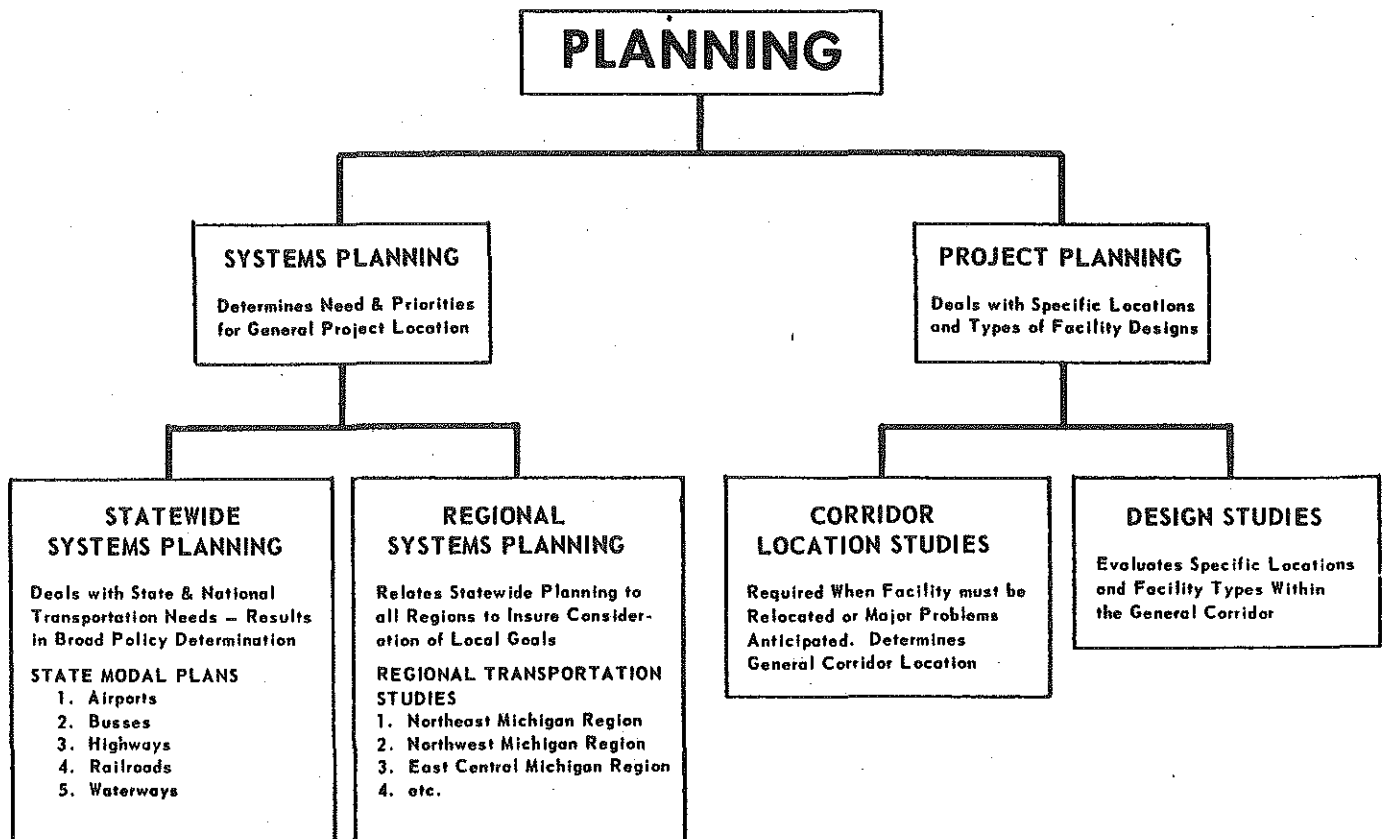 PLANNING
SYSTEMS PLANNING
Determines Need & Priorities
for General Project Location
PROJECT PLANNING
Deals with Specific Locations
and Types of Facility Designs
STATEWIDE
SYSTEMS PLANNING
Deals with State & National
Transportation Needs – Results
in Broad Policy Determination
STATE MODAL PLANS
1. Airports
2. Busses
3. Highways
4. Railroads
5. Waterways
REGIONAL
SYSTEMS PLANNING
Relates Statewide Planning to
all Regions to Insure Consider-
ation of Local Goals
REGIONAL TRANSPORTATION
STUDIES
1. Northeast Michigan Region
2. Northwest Michigan Region
3. East Central Michigan Region
4. etc.
CORRIDOR
LOCATION STUDIES
Required When Facility must be
Relocated or Major Problems
Anticipated. Determines
General Corridor Location
DESIGN STUDIES
Evaluates Specific Locations
and Facility Types Within
the General Corridor